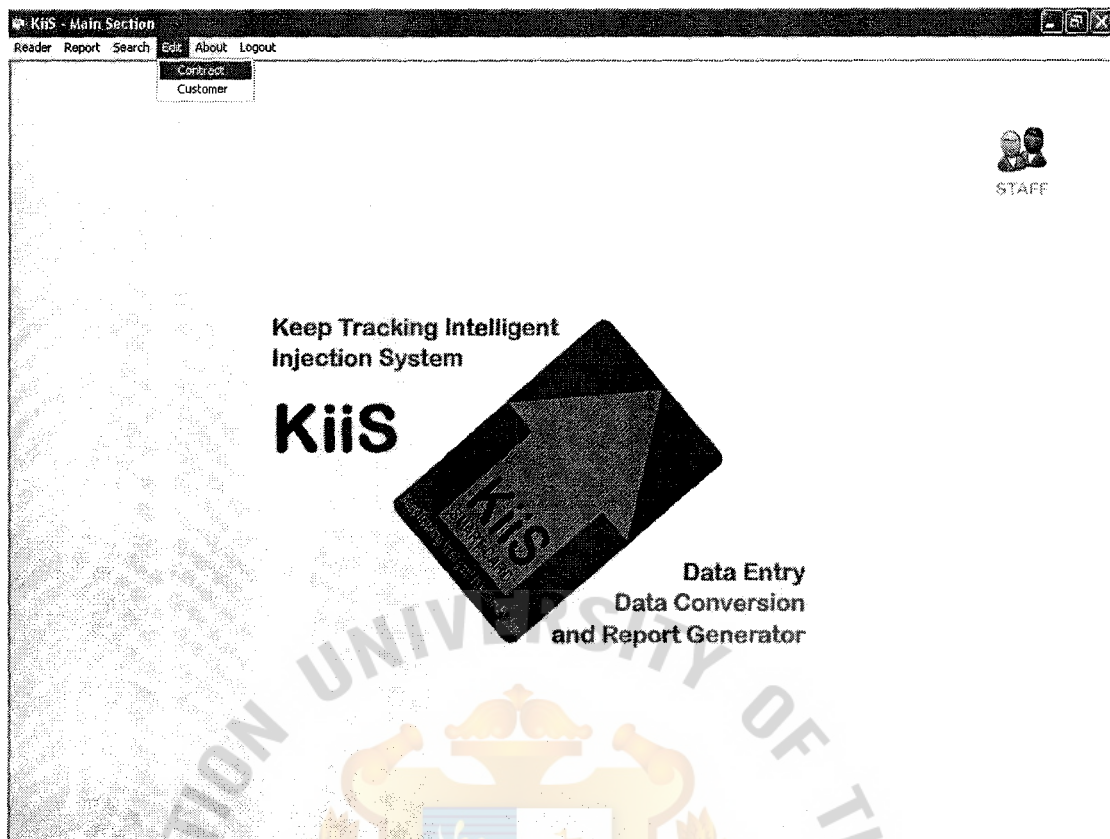 KiiS - Main Section
Reader Report Search Edit About Logout
Contract
Customer
STAFF
Keep Tracking Intelligent
Injection System
KiiS
KiiS
Data Entry
Data Conversion
and Report Generator
UNIVERSITY OF